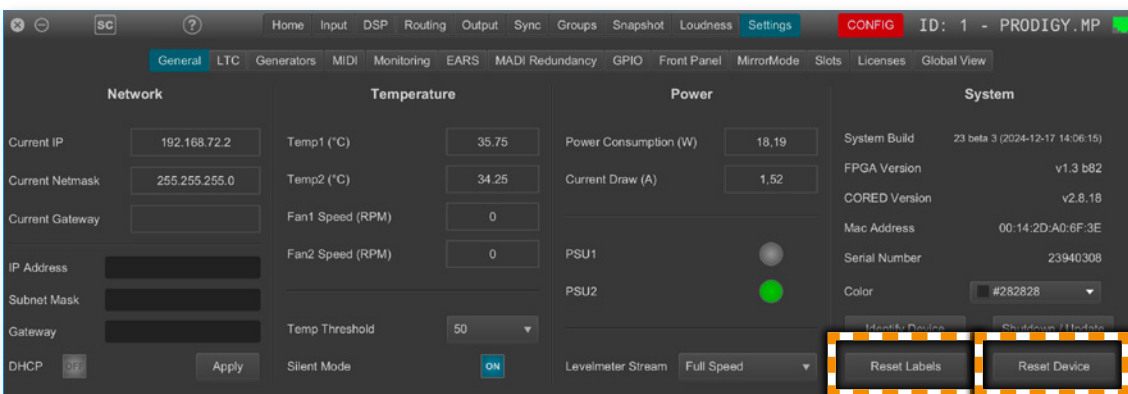 SC ? Home Input DSP Routing Output Sync Groups Snapshot Loudness Settings CONFIG ID: 1 - PRODIGY.MP
General LTC Generators MIDI Monitoring EARS MADI Redundancy GPIO Front Panel MirrorMode Slots Licenses Global View
Network
Current IP 192.168.72.2
Current Netmask 255.255.255.0
Current Gateway
IP Address
Subnet Mask
Gateway
DHCP OFF Apply
Temperature
Temp1 (°C) 35.75
Temp2 (°C) 34.25
Fan1 Speed (RPM) 0
Fan2 Speed (RPM) 0
Temp Threshold 50
Silent Mode ON
Power
Power Consumption (W) 18,19
Current Draw (A) 1,52
PSU1
PSU2
Levelmeter Stream Full Speed
System
System Build 23 beta 3 (2024-12-17 14:06:15)
FPGA Version v1.3 b82
CORED Version v2.8.18
Mac Address 00:14:2D:A0:6F:3E
Serial Number 23940308
Color #282828
Identify Device Shutdown / Update
Reset Labels Reset Device